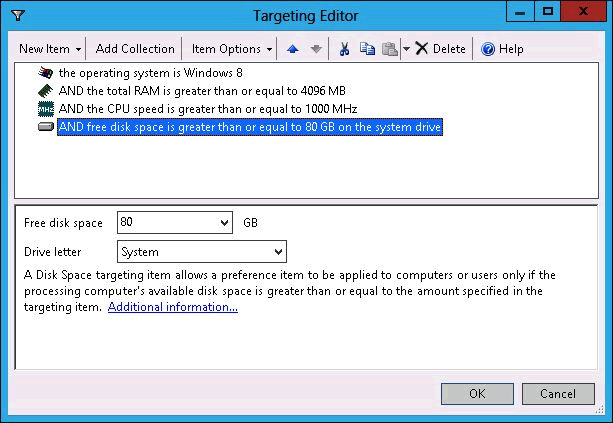 Targeting Editor
New Item Add Collection Item Options Delete Help
the operating system is Windows 8
AND the total RAM is greater than or equal to 4096 MB
MHz AND the CPU speed is greater than or equal to 1000 MHz
AND free disk space is greater than or equal to 80 GB on the system drive
Free disk space 80 GB
Drive letter System
A Disk Space targeting item allows a preference item to be applied to computers or users only if the
processing computer's available disk space is greater than or equal to the amount specified in the
targeting item. Additional information...
OK Cancel